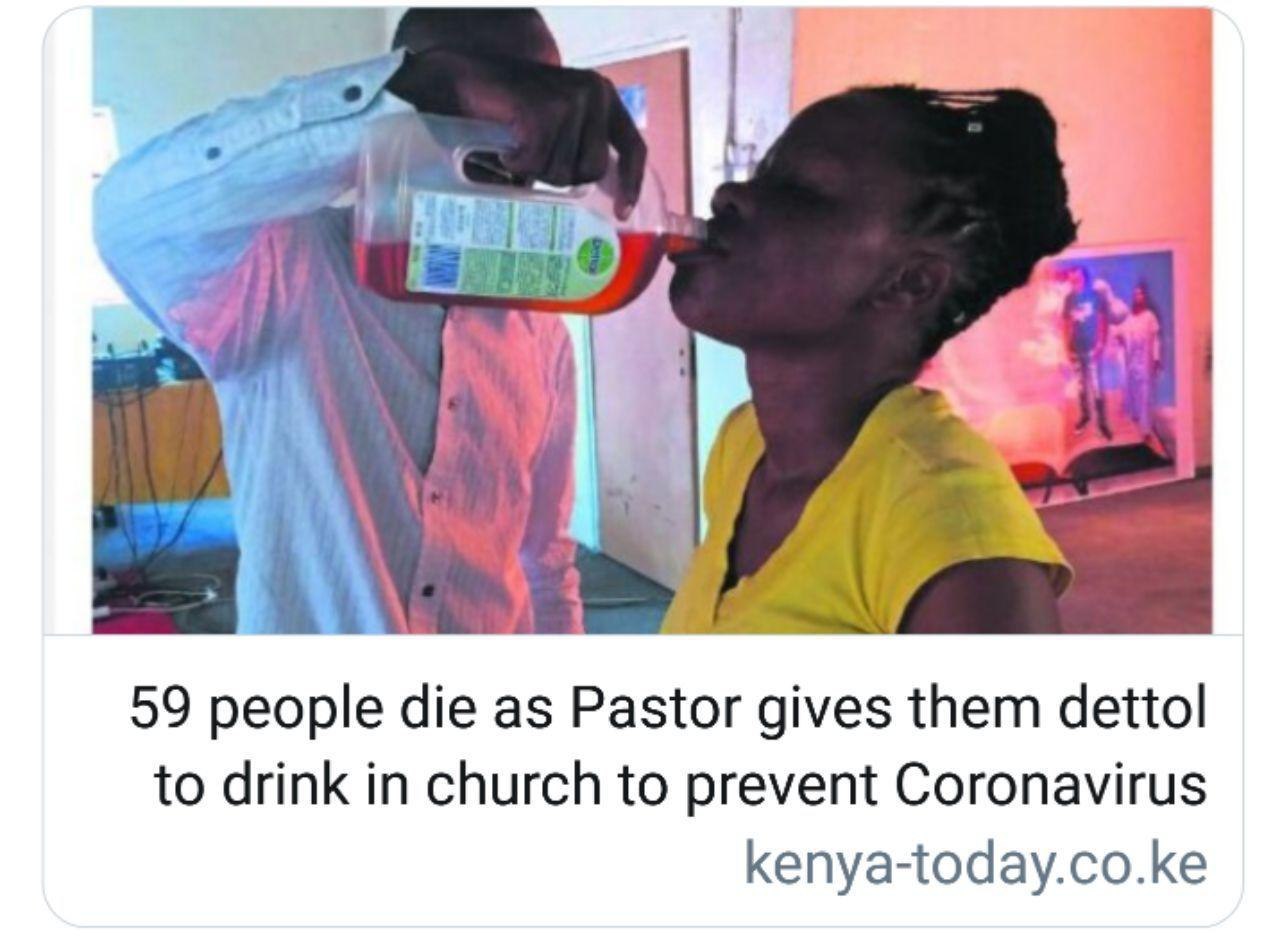 Dettol
59 people die as Pastor gives them dettol
to drink in church to prevent Coronavirus
kenya-today.co.ke